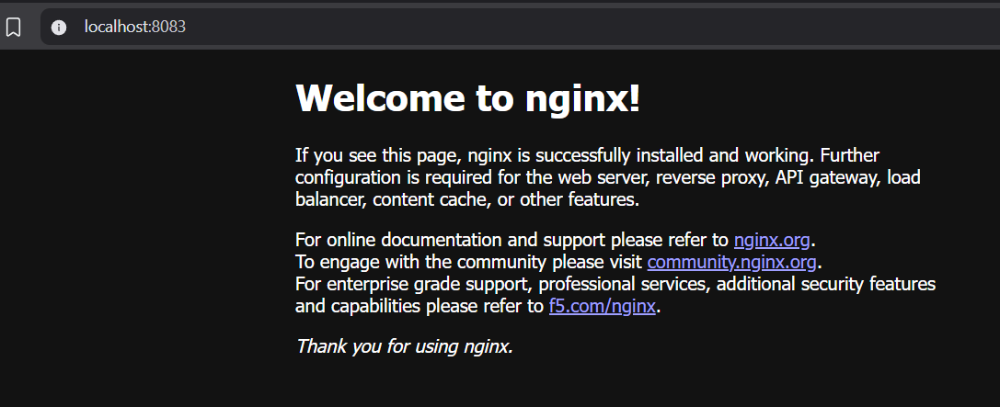 localhost:8083
Welcome to nginx!
If you see this page, nginx is successfully installed and working. Further
configuration is required for the web server, reverse proxy, API gateway, load
balancer, content cache, or other features.
For online documentation and support please refer to nginx.org.
To engage with the community please visit community.nginx.org.
For enterprise grade support, professional services, additional security features
and capabilities please refer to f5.com/nginx.
Thank you for using nginx.